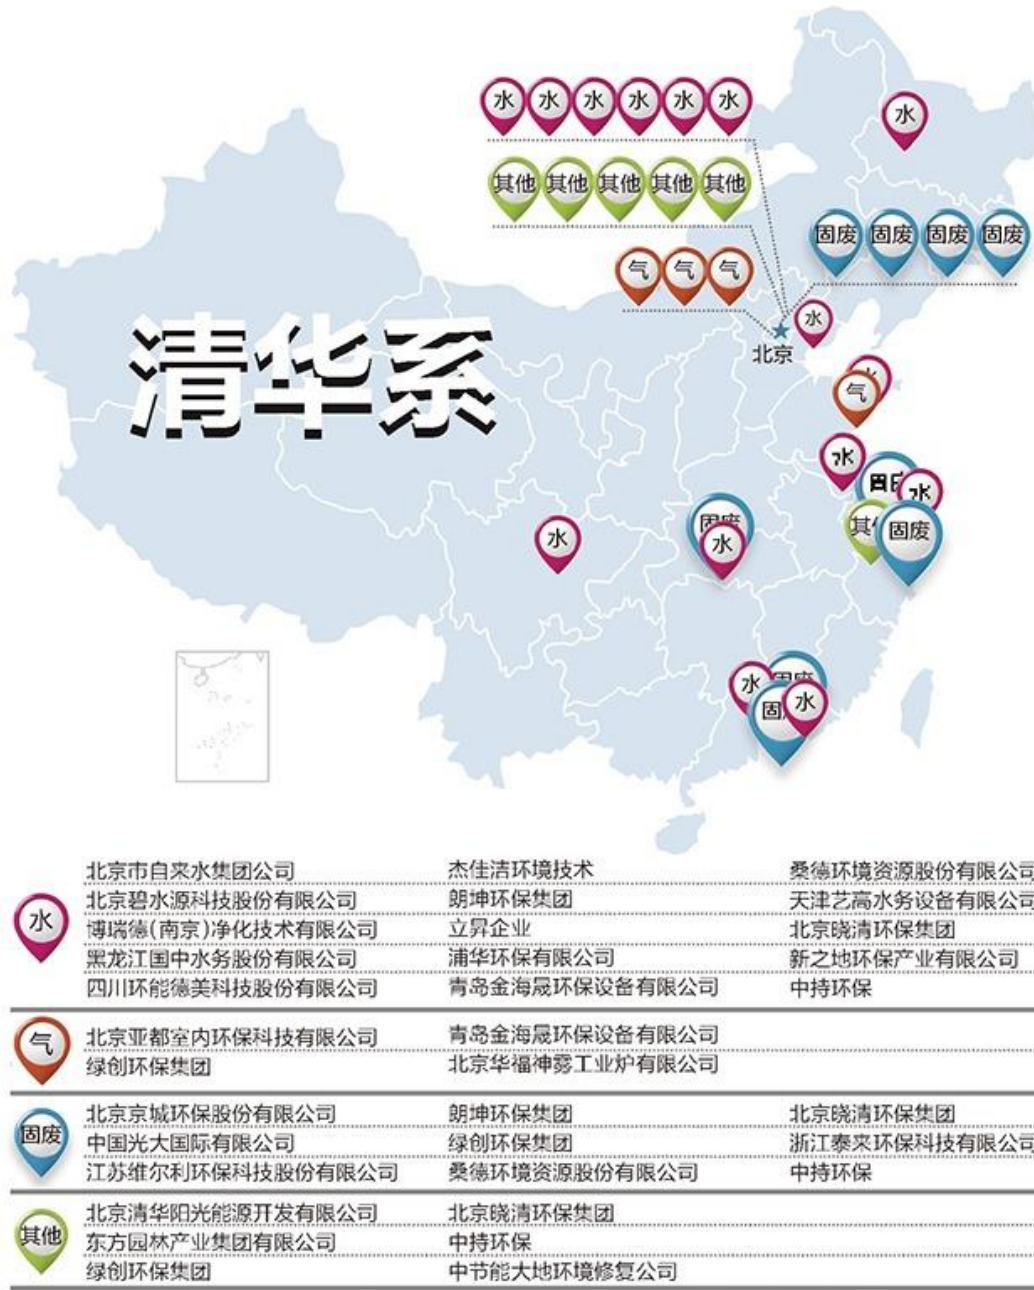 水 水 水 水 水 水
水
其他 其他 其他 其他 其他
固废 固废 固废 固废
气 气 气
水
北京
清华系
水
气
水
水
固废
水
其他
固废
水
固废
水
固废
水
北京市自来水集团公司 杰佳洁环境技术 桑德环境资源股份有限公司
北京碧水源科技股份有限公司 朗坤环保集团 天津艺高水务设备有限公司
水
博瑞德(南京)净化技术有限公司 立昇企业 北京晓清环保集团
黑龙江国中水务股份有限公司 浦华环保有限公司 新之地环保产业有限公司
四川环能德美科技股份有限公司 青岛金海晟环保设备有限公司 中持环保
气
北京亚都室内环保科技有限公司 青岛金海晟环保设备有限公司
绿创环保集团 北京华福神雾工业炉有限公司
北京京城环保股份有限公司 朗坤环保集团 北京晓清环保集团
固废
中国光大国际有限公司 绿创环保集团 浙江泰来环保科技有限公司
江苏维尔利环保科技股份有限公司 桑德环境资源股份有限公司 中持环保
北京清华阳光能源开发有限公司 北京晓清环保集团
其他
东方园林产业集团有限公司 中持环保
绿创环保集团 中节能大地环境修复公司